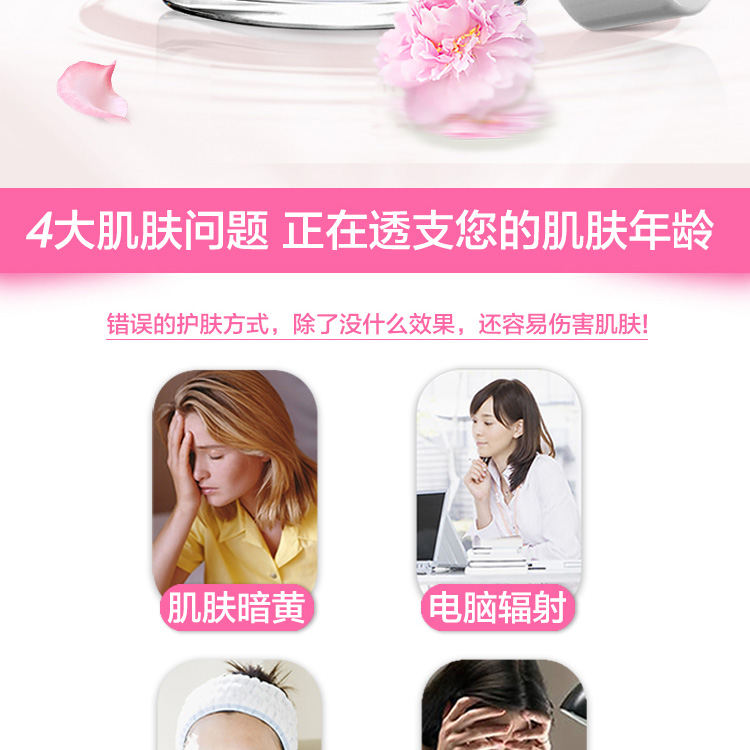 4大肌肤问题 正在透支您的肌肤年龄
错误的护肤方式，除了没什么效果，还容易伤害肌肤!
肌肤暗黄
电脑辐射